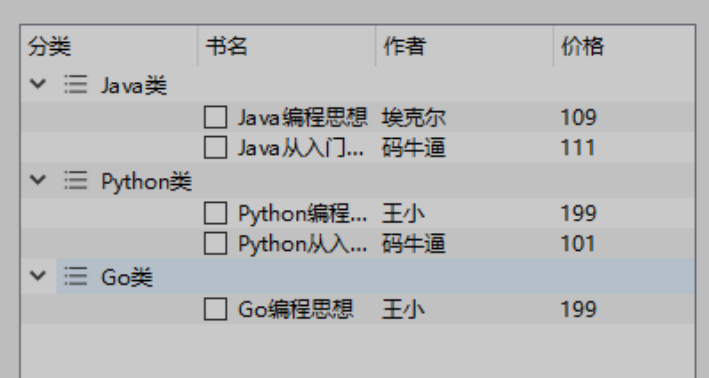 分类 书名 作者 价格
Java类
Java编程思想 埃克尔 109
Java从入门... 码牛逼 111
Python类
Python编程... 王小 199
Python从入... 码牛逼 101
Go类
Go编程思想 王小 199